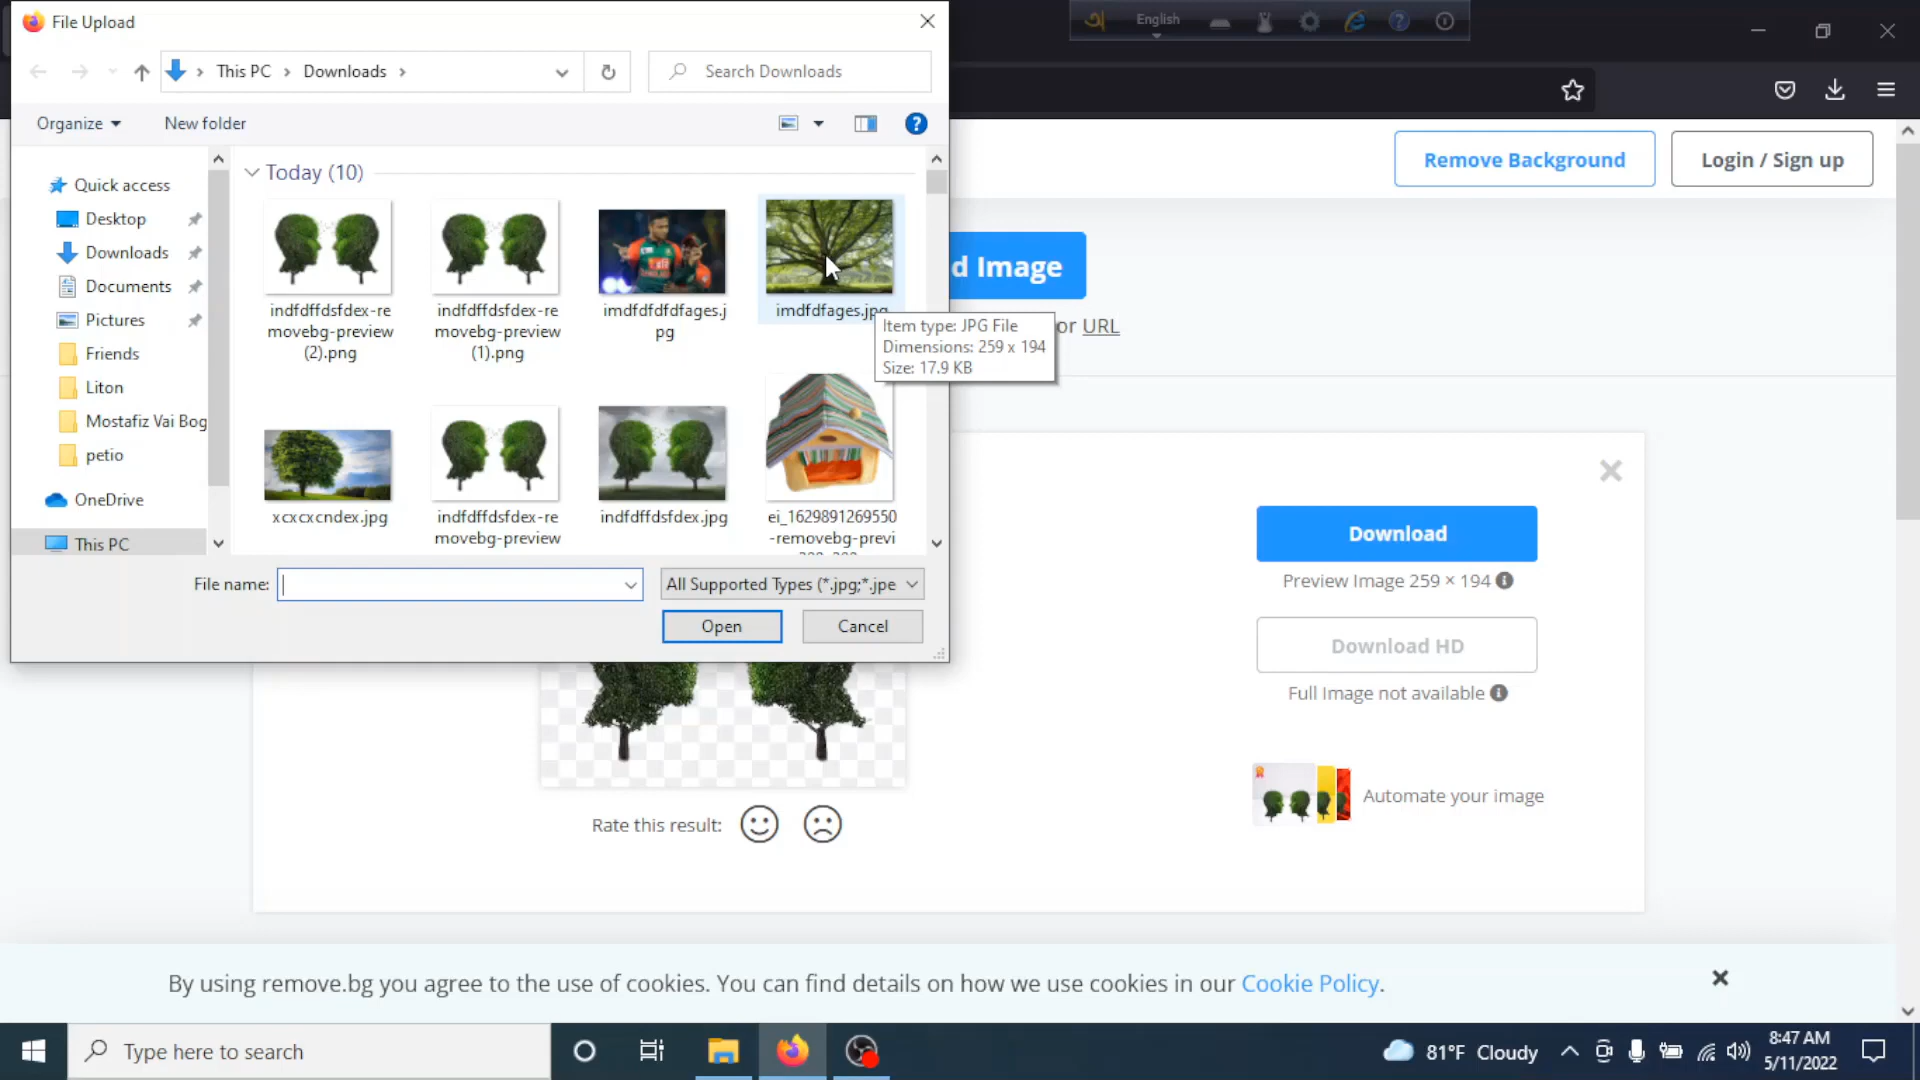 File Upload
English
This PC
Downloads
Search Downloads
Organize
New folder
Remove Background
Login / Sign up
Quick access
Desktop
Downloads
Documents
Pictures
Friends
Liton
Mostafiz Vai Bog
petio
OneDrive
This PC
Today (10)
indfdffdsfdex-re
movebg-preview
(2).png
indfdffdsfdex-re
movebg-preview
(1).png
imdfdfdfdfages.j
pg
imdfdfages.jpg
Item type: JPG File
Dimensions: 259 x 194
Size: 17.9 KB
d Image
or URL
xcxcxcndex.jpg
indfdffdsfdex-re
movebg-preview
indfdffdsfdex.jpg
ei_1629891269550
-removebg-previ
File name:
All Supported Types (*.jpg;*.jpe
Open
Cancel
Download
Preview Image 259 × 194
Download HD
Full Image not available
Automate your image
Rate this result:
By using remove.bg you agree to the use of cookies. You can find details on how we use cookies in our Cookie Policy.
Type here to search
81°F Cloudy
8:47 AM
5/11/2022